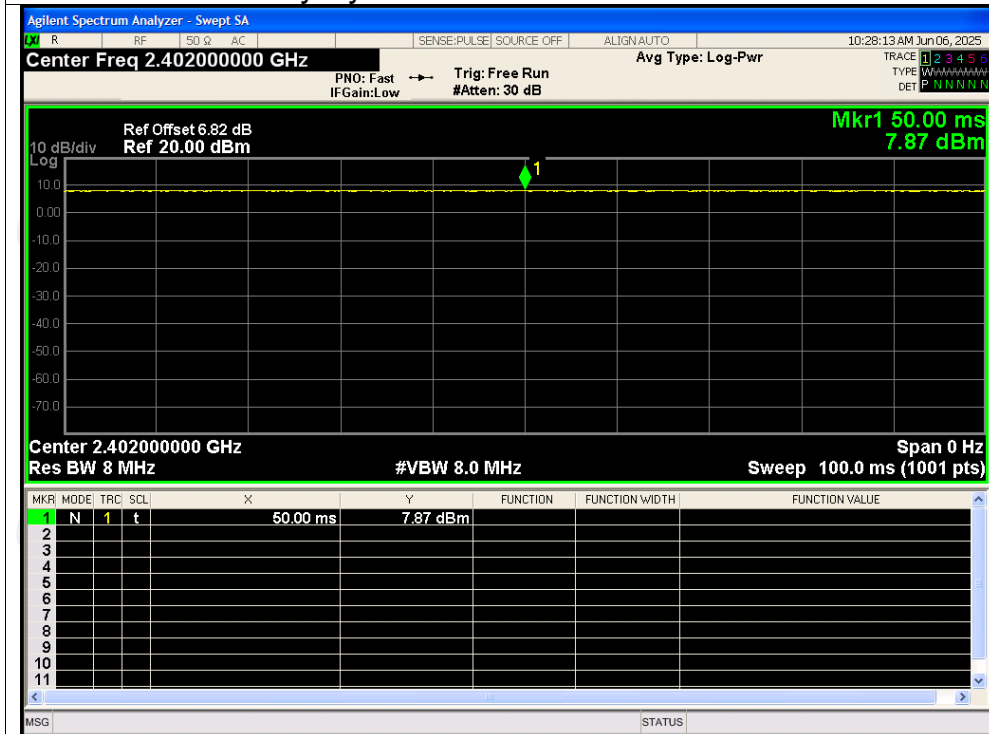 Agilent Spectrum Analyzer - Swept SA
LXI R RF 50 Ω AC SENSE:PULSE SOURCE OFF ALIGN AUTO 10:28:13 AM Jun 06, 2025
Center Freq 2.402000000 GHz
PNO: Fast
IFGain:Low
Trig: Free Run
#Atten: 30 dB
Avg Type: Log-Pwr
TRACE 1 2 3 4 5 6
TYPE WWWWWWW
DET P N N N N N
Mkr1 50.00 ms
7.87 dBm
Ref Offset 6.82 dB
10 dB/div Ref 20.00 dBm
Log
1
10.0
0.00
-10.0
-20.0
-30.0
-40.0
-50.0
-60.0
-70.0
Center 2.402000000 GHz Span 0 Hz
Res BW 8 MHz #VBW 8.0 MHz Sweep 100.0 ms (1001 pts)
MKR MODE TRC SCL X Y FUNCTION FUNCTION WIDTH FUNCTION VALUE
1 N 1 t 50.00 ms 7.87 dBm
2
3
4
5
6
7
8
9
10
11
MSG STATUS